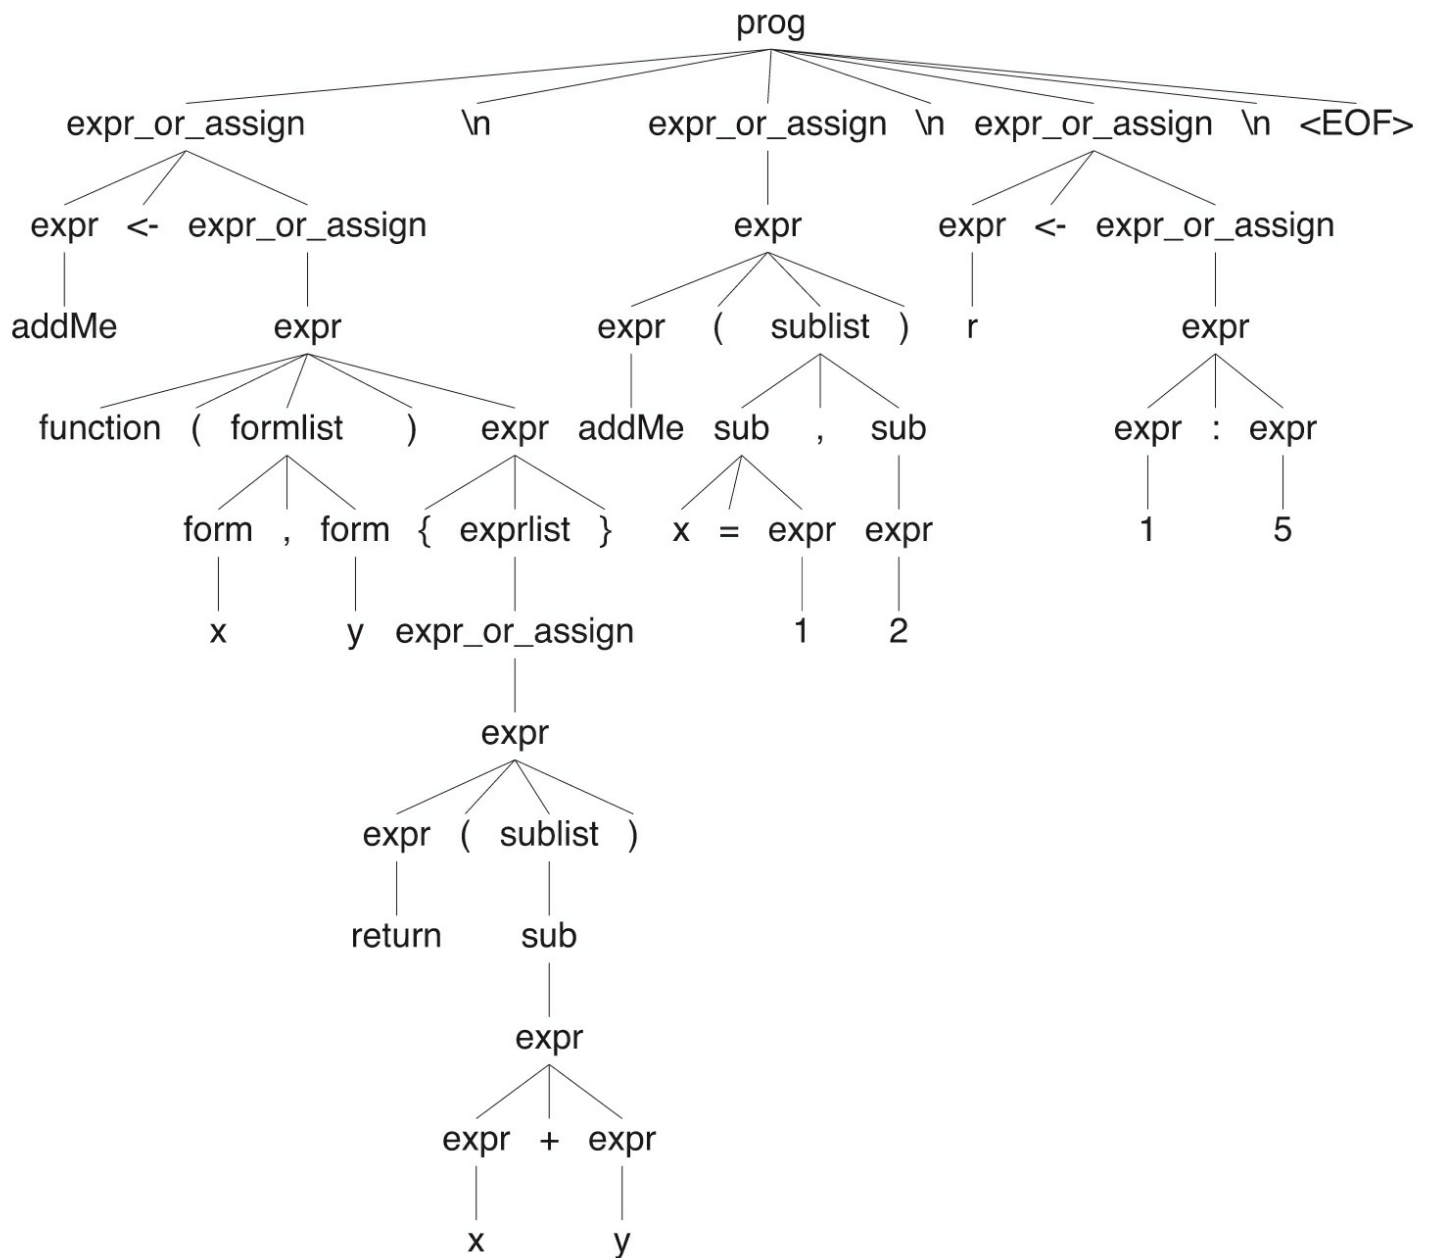 prog
expr_or_assign \n expr_or_assign \n expr_or_assign \n <EOF>
expr <- expr_or_assign expr expr <- expr_or_assign
addMe expr expr ( sublist ) r expr
function ( formlist ) expr addMe sub , sub expr : expr
form , form { exprlist } x = expr expr 1 5
x y expr_or_assign 1 2
expr
expr ( sublist )
return sub
expr
expr + expr
x y